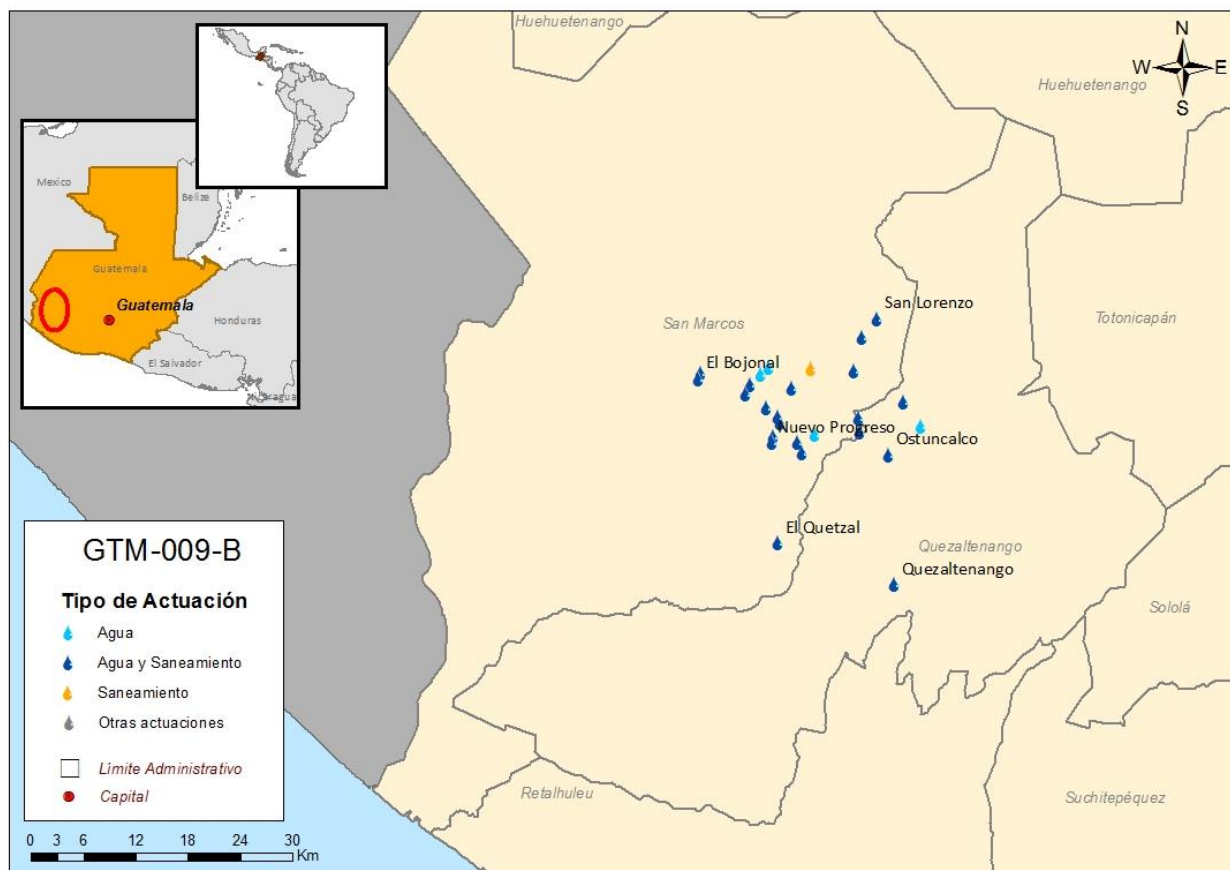 Huehuetenango
N
W E
S
Huehuetenango
Mexico
Belize
Guatemala
Guatemala
Honduras
El Salvador
San Lorenzo
San Marcos
Totonicapán
El Bojonal
Nuevo Progreso
Ostuncalco
El Quetzal
Quezaltenango
Quezaltenango
Sololá
GTM-009-B
Tipo de Actuación
Agua
Agua y Saneamiento
Saneamiento
Otras actuaciones
Límite Administrativo
Capital
0 3 6 12 18 24 30
Km
Retalhuleu
Suchitepéquez